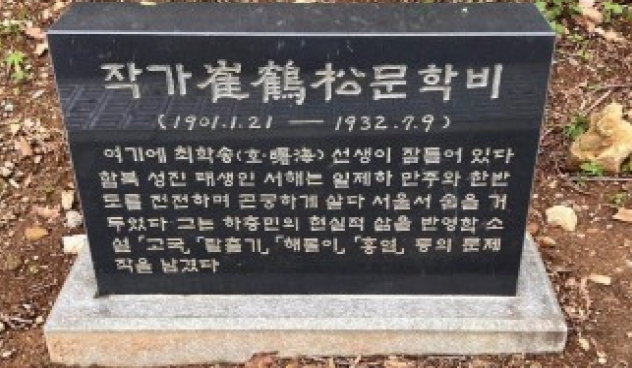 작가 崔鶴松문학비
(1901.1.21 — 1932.7.9)
여기에 최학송(호·曙海) 선생이 잠들어 있다
함북 성진 태생인 서해는 일제하 만주와 한반
도를 전전하며 곤궁하게 살다 서울서 숨을 거
두었다 그는 하층민의 현실적 삶을 반영한 소
설 「고국」, 「탈출기」, 「해돋이」, 「홍염」 등의 문제
작을 남겼다